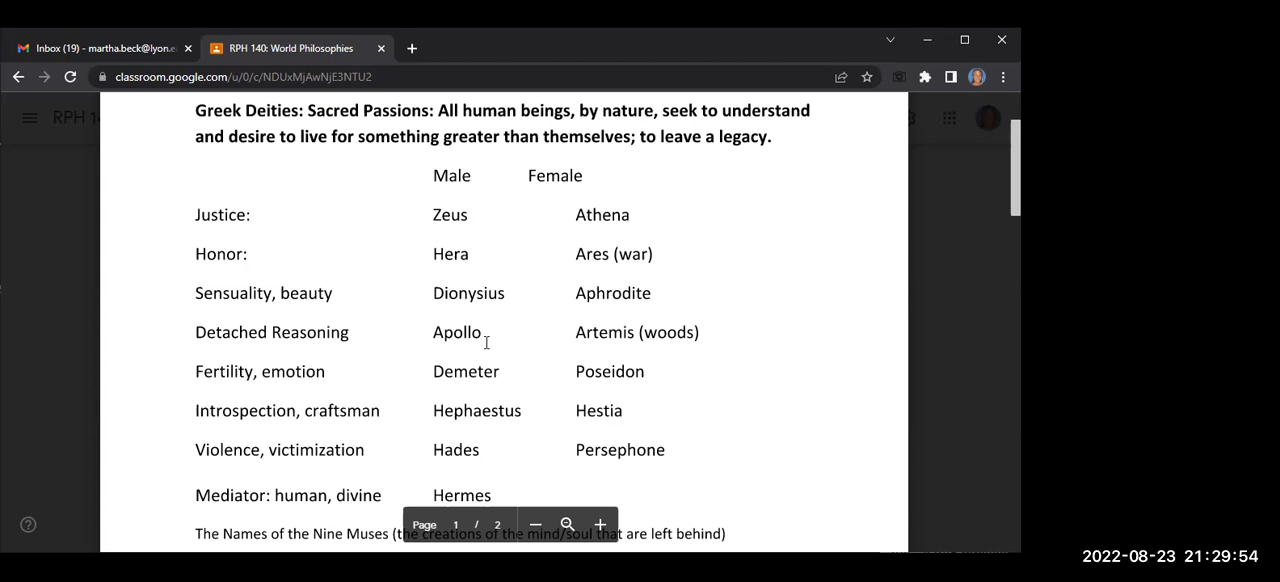 Inbox (19) - martha.beck@lyon.e
RPH 140: World Philosophies
classroom.google.com/u/0/c/NDUxMjAwNjE3NTU2
RPH 14
Greek Deities: Sacred Passions: All human beings, by nature, seek to understand
and desire to live for something greater than themselves; to leave a legacy.
Male Female
Justice: Zeus Athena
Honor: Hera Ares (war)
Sensuality, beauty Dionysius Aphrodite
Detached Reasoning Apollo Artemis (woods)
Fertility, emotion Demeter Poseidon
Introspection, craftsman Hephaestus Hestia
Violence, victimization Hades Persephone
Mediator: human, divine Hermes
Page 1 / 2
The Names of the Nine Muses (the creations of the mind/soul that are left behind)
2022-08-23 21:29:54